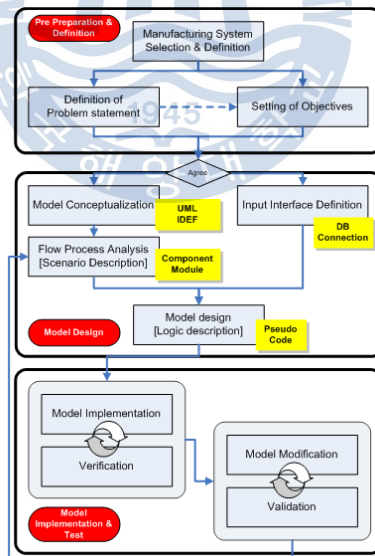 Pre Preparation &
Definition
Manufacturing System
Selection & Definition
Definition of
Problem statement
Setting of Objectives
1945
Agree
Model Conceptualization
UML
IDEF
Input Interface Definition
DB
Connection
Flow Process Analysis
[Scenario Description]
Component
Module
Model design
[Logic description]
Pseudo
Code
Model Design
Model Implementation
Verification
Model Modification
Validation
Model
Implementation &
Test